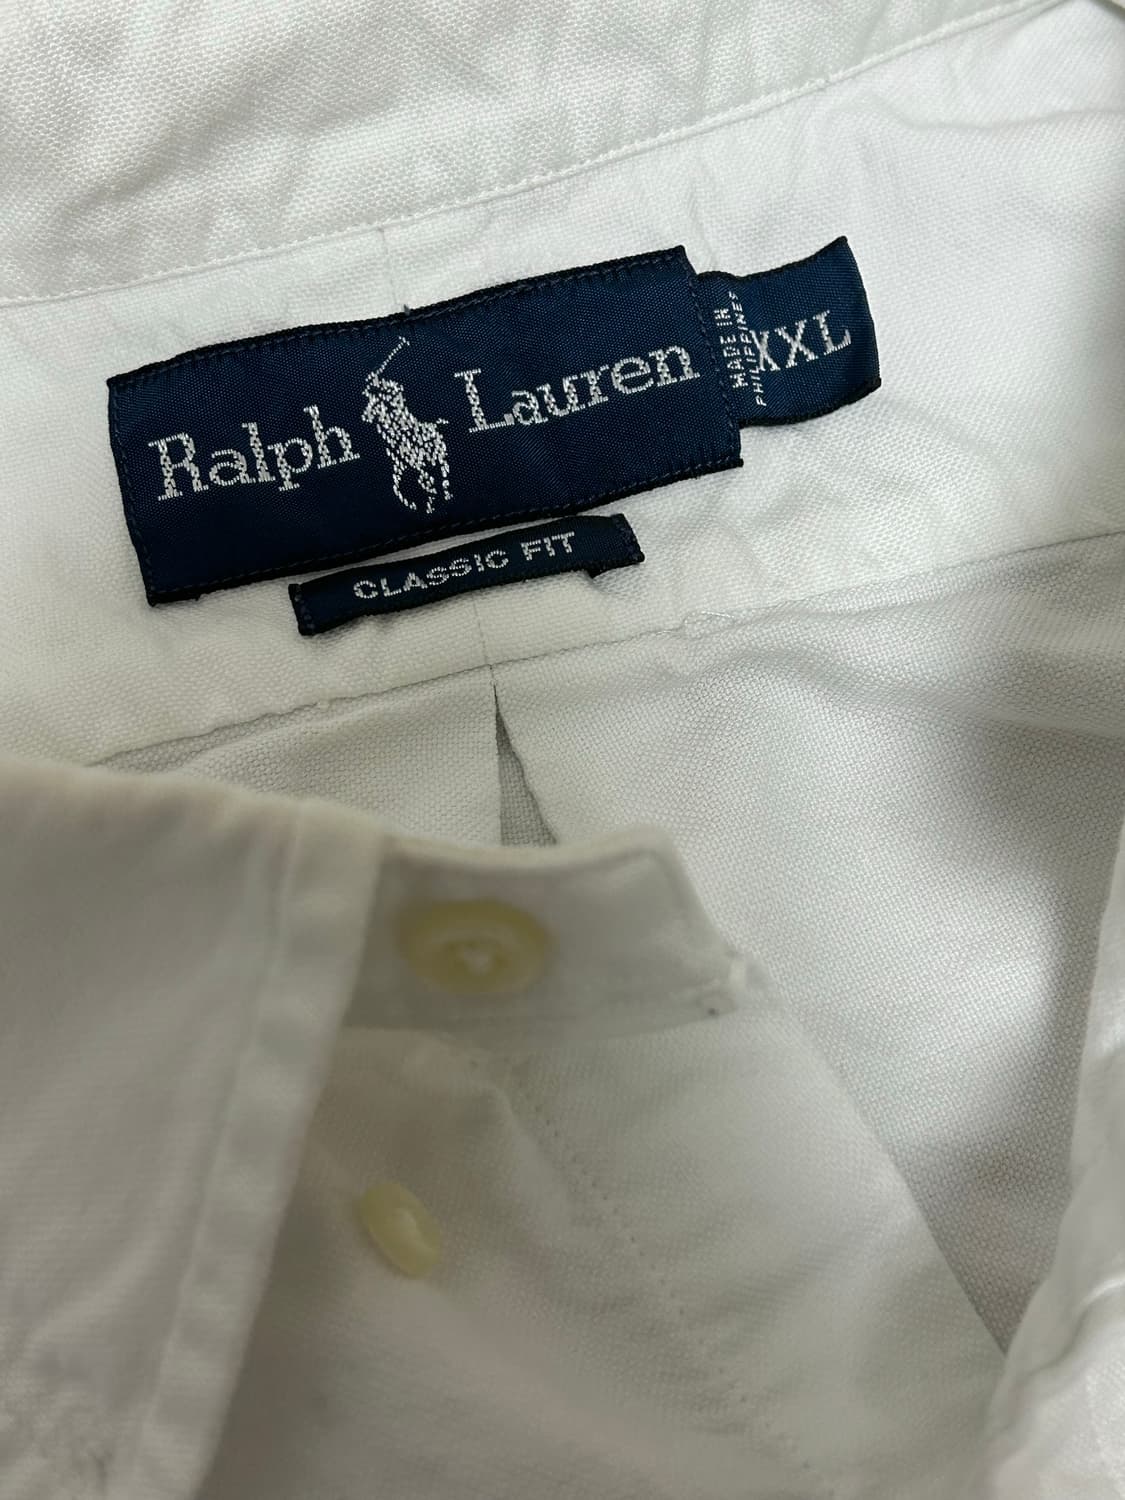 Ralph Lauren
MADE IN
PHILIPPINES
XXL
CLASSIC FIT